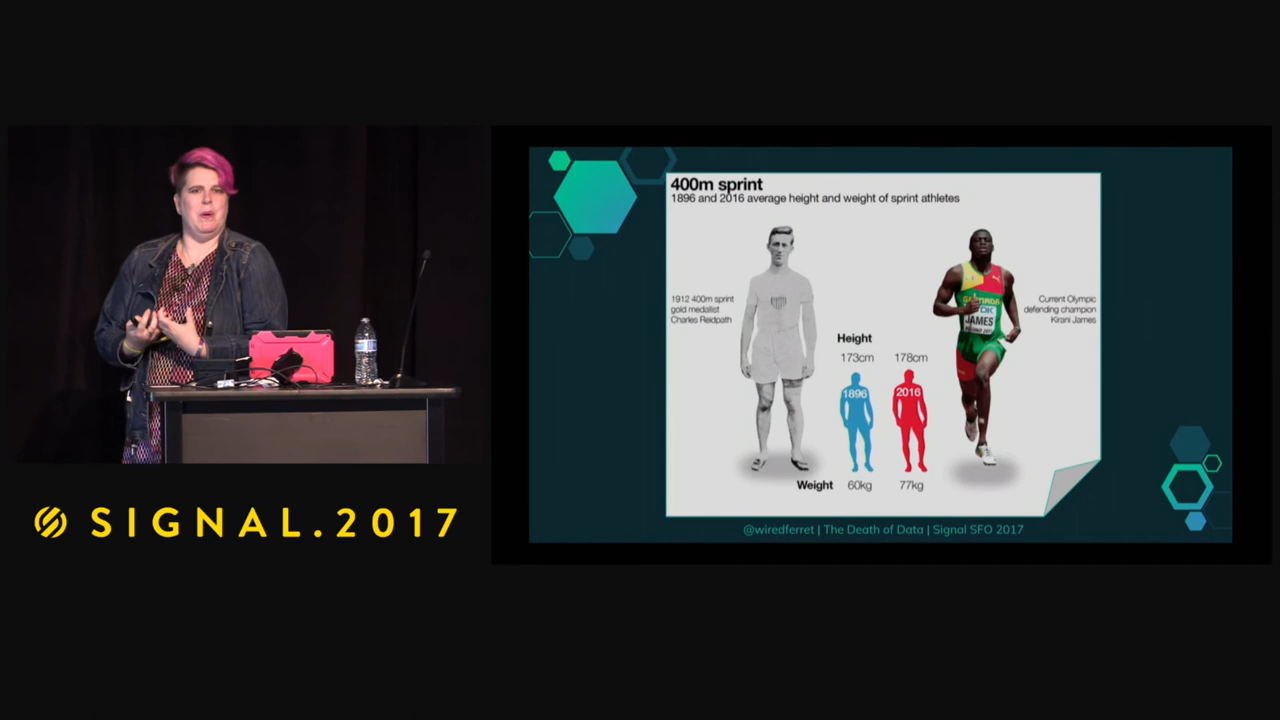 400m sprint
1896 and 2016 average height and weight of sprint athletes
1912 400m sprint
gold medalist
Charles Reidpath
Current Olympic
defending champion
Kirani James
JAMES
Height
173cm 178cm
1896 2016
Weight 60kg 77kg
@wiredferret | The Death of Data | Signal SFO 2017
SIGNAL.2017